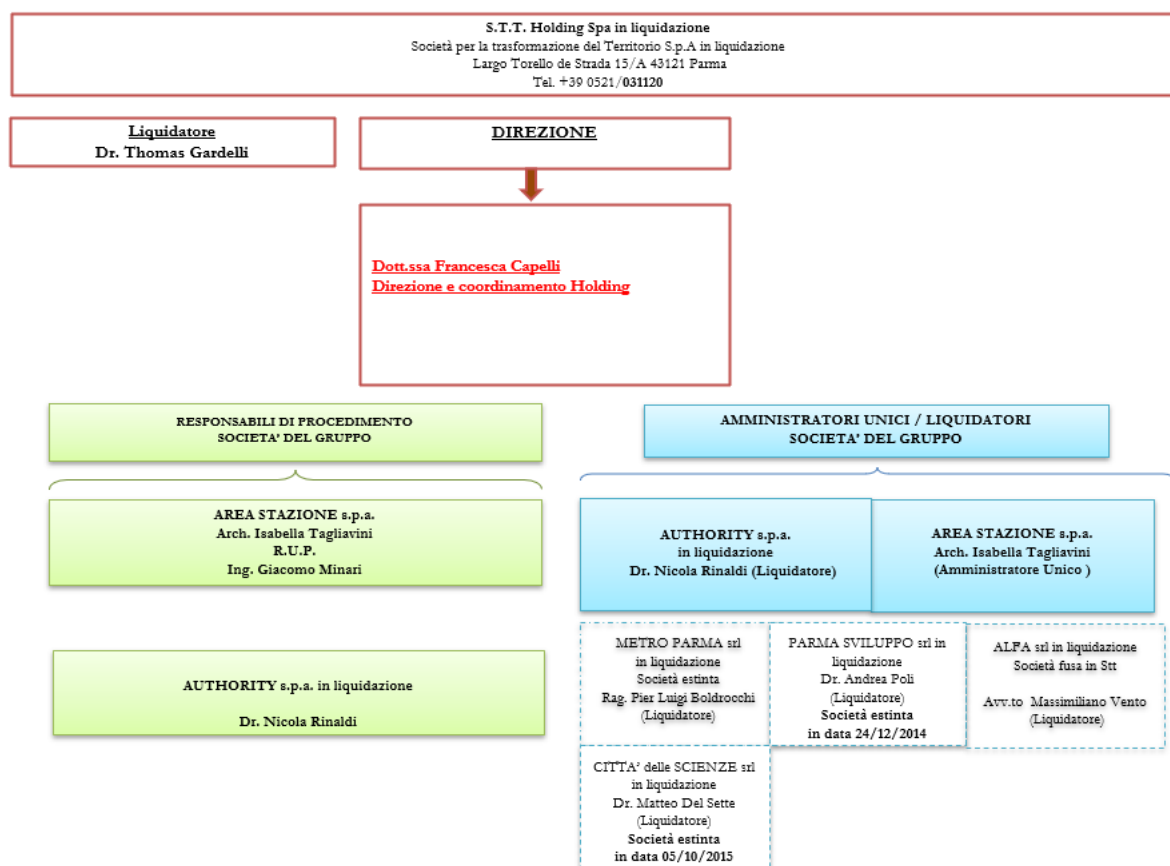 S.T.T. Holding Spa in liquidazione
Società per la trasformazione del Territorio S.p.A in liquidazione
Largo Torello de Strada 15/A 43121 Parma
Tel. +39 0521/031120
Liquidatore
Dr. Thomas Gardelli
DIREZIONE
Dott.ssa Francesca Capelli
Direzione e coordinamento Holding
RESPONSABILI DI PROCEDIMENTO
SOCIETA' DEL GRUPPO
AMMINISTRATORI UNICI / LIQUIDATORI
SOCIETA' DEL GRUPPO
AREA STAZIONE s.p.a.
Arch. Isabella Tagliavini
R.U.P.
Ing. Giacomo Minari
AUTHORITY s.p.a.
in liquidazione
Dr. Nicola Rinaldi (Liquidatore)
AREA STAZIONE s.p.a.
Arch. Isabella Tagliavini
(Amministratore Unico )
AUTHORITY s.p.a. in liquidazione
Dr. Nicola Rinaldi
METRO PARMA srl
in liquidazione
Società estinta
Rag. Pier Luigi Boldrocchi
(Liquidatore)
PARMA SVILUPPO srl in
liquidazione
Dr. Andrea Poli
(Liquidatore)
Società estinta
in data 24/12/2014
ALFA srl in liquidazione
Società fusa in Stt
Avv.to Massimiliano Vento
(Liquidatore)
CITTA' delle SCIENZE srl
in liquidazione
Dr. Matteo Del Sette
(Liquidatore)
Società estinta
in data 05/10/2015